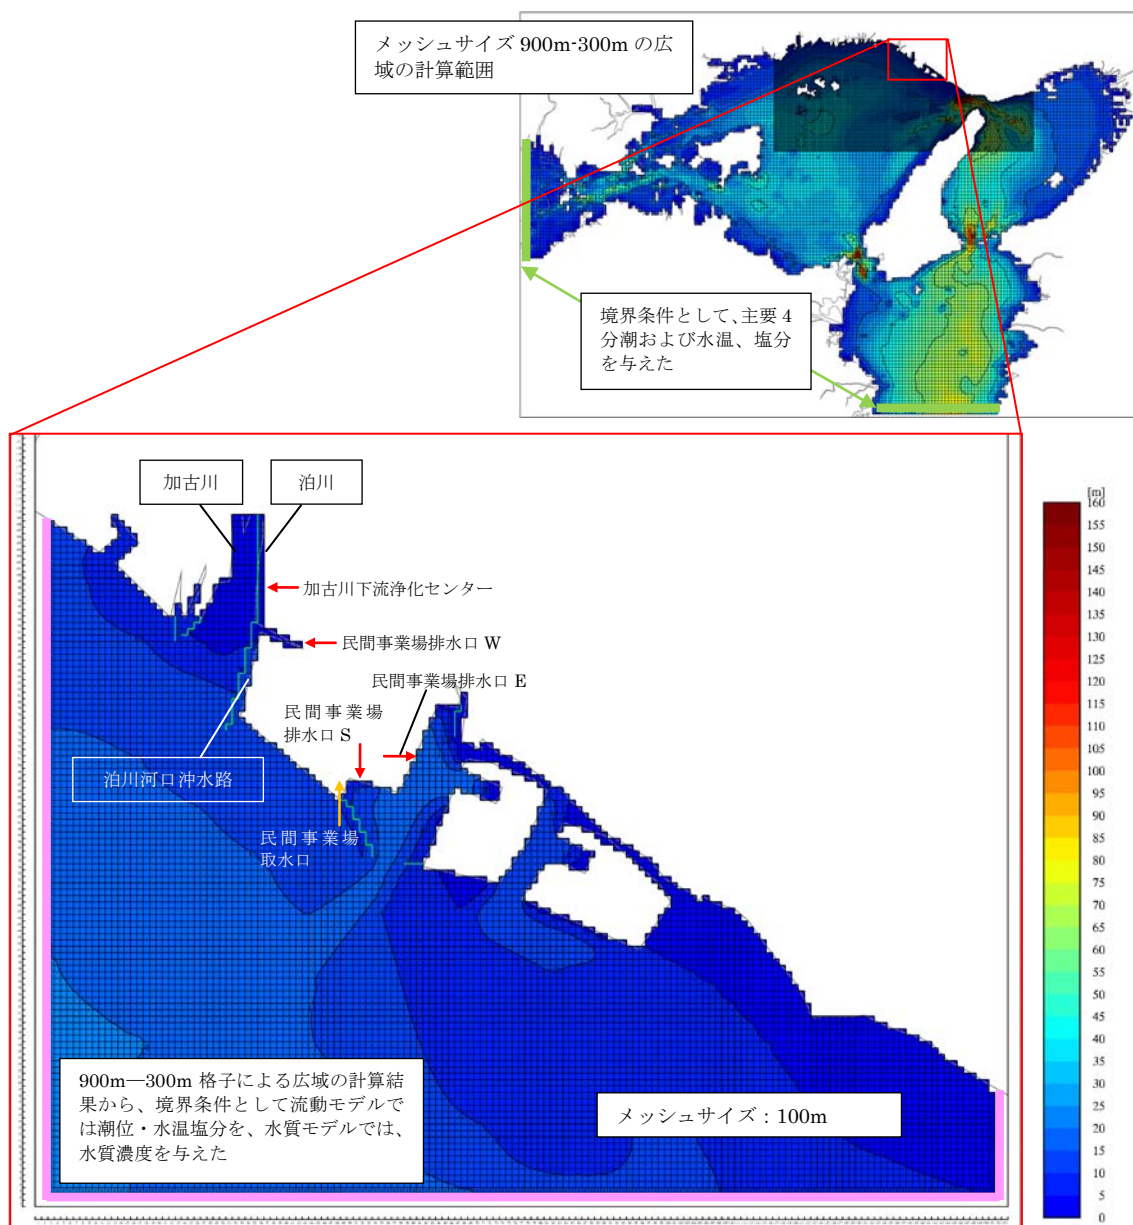 メッシュサイズ 900m-300m の広
域の計算範囲
境界条件として、主要 4
分潮および水温、塩分
を与えた
加古川
泊川
加古川下流浄化センター
民間事業場排水口 W
民間事業場排水口 E
民間事業場
排水口 S
泊川河口沖水路
民間事業場
取水口
900m―300m 格子による広域の計算結
果から、境界条件として流動モデルで
は潮位・水温塩分を、水質モデルでは、
水質濃度を与えた
メッシュサイズ：100m
[m]
160
155
150
145
140
135
130
125
120
115
110
105
100
95
90
85
80
75
70
65
60
55
50
45
40
35
30
25
20
15
10
5
0